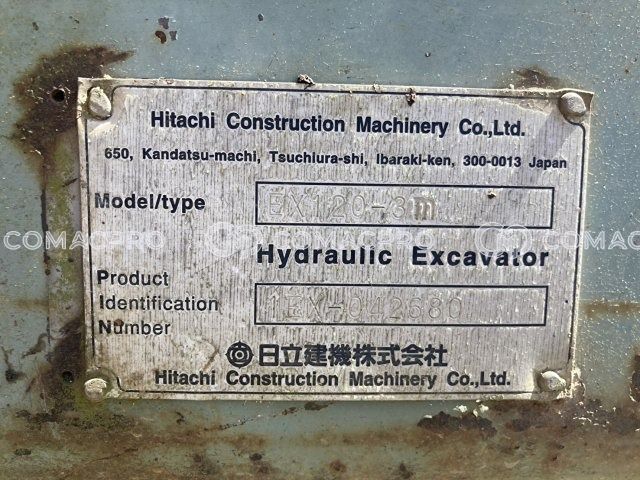 Hitachi Construction Machinery Co.,Ltd.
650, Kandatsu-machi, Tsuchiura-shi, Ibaraki-ken, 300-0013 Japan
Model/type EX120-3m
COMACPRO COMACPRO COMACPRO
Hydraulic Excavator
Product
Identification
Number
1EX-042680
日立建機株式会社
Hitachi Construction Machinery Co.,Ltd.